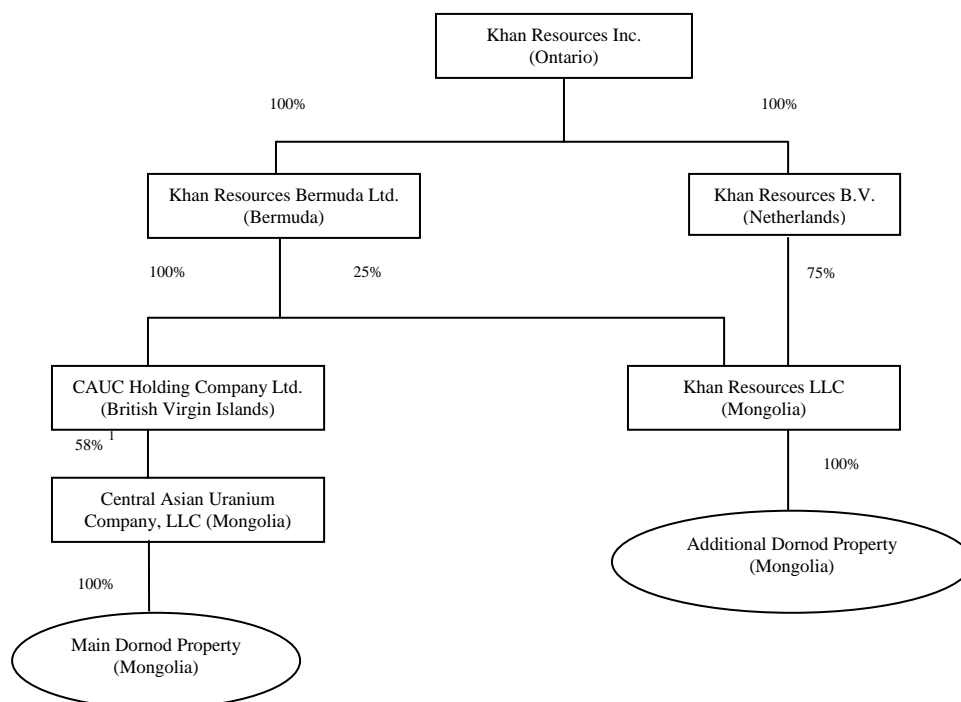 Khan Resources Inc.
(Ontario)
100%
100%
Khan Resources Bermuda Ltd.
(Bermuda)
Khan Resources B.V.
(Netherlands)
100%
25%
75%
CAUC Holding Company Ltd.
(British Virgin Islands)
Khan Resources LLC
(Mongolia)
58% 1
100%
Central Asian Uranium
Company, LLC (Mongolia)
Additional Dornod Property
(Mongolia)
100%
Main Dornod Property
(Mongolia)